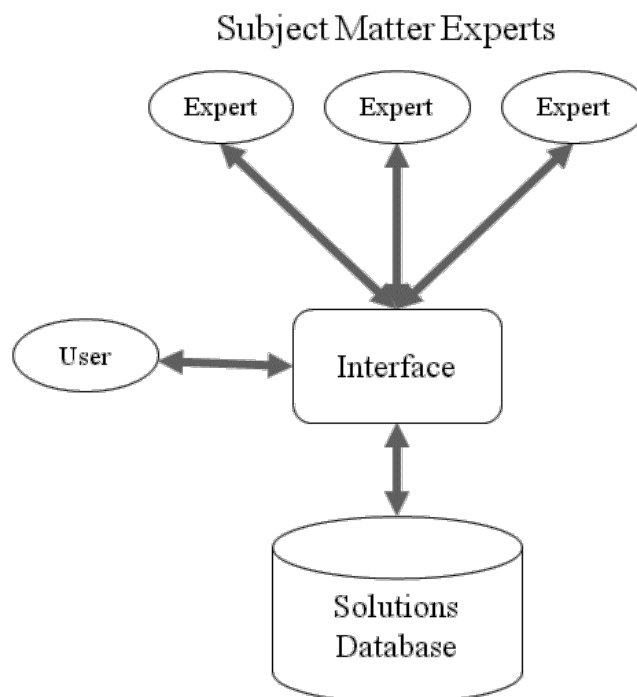 Subject Matter Experts
Expert
Expert
Expert
User
Interface
Solutions
Database